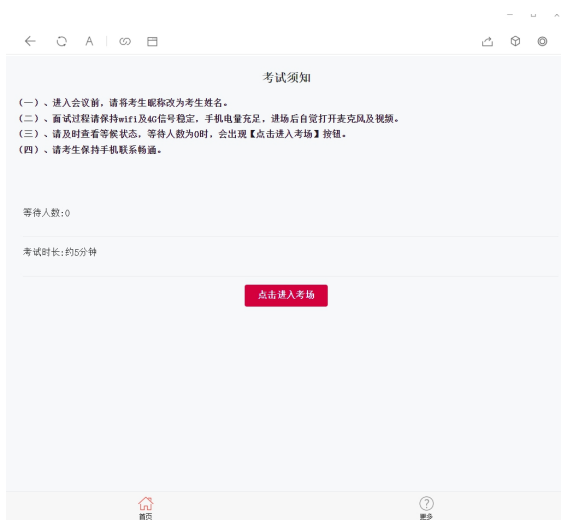 A
考试须知
(一)、进入会议前，请将考生昵称改为考生姓名。
(二)、面试过程请保持wifi及4G信号稳定，手机电量充足，进场后自觉打开麦克风及视频。
(三)、请及时查看等候状态，等待人数为0时，会出现【点击进入考场】按钮。
(四)、请考生保持手机联系畅通。
等待人数:0
考试时长:约5分钟
点击进入考场
首页
更多